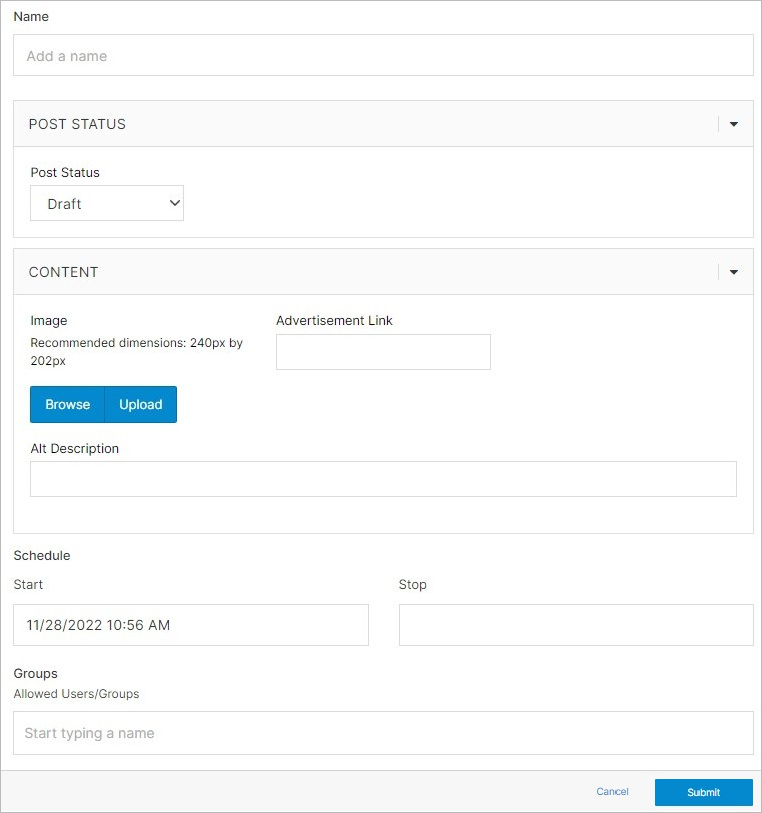 Name
Add a name
POST STATUS
Post Status
Draft
CONTENT
Image
Advertisement Link
Recommended dimensions: 240px by
202px
Browse
Upload
Alt Description
Schedule
Start
Stop
11/28/2022 10:56 AM
Groups
Allowed Users/Groups
Start typing a name
Cancel
Submit